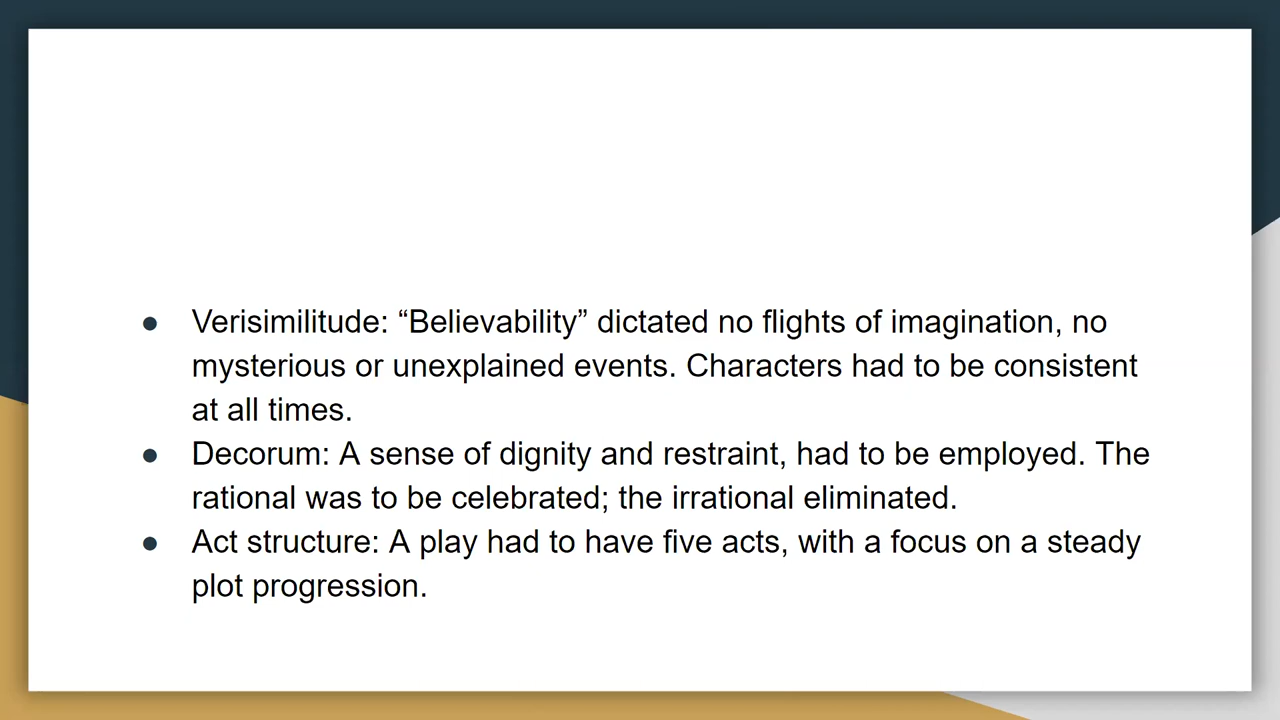 ● Verisimilitude: “Believability” dictated no flights of imagination, no
mysterious or unexplained events. Characters had to be consistent
at all times.
● Decorum: A sense of dignity and restraint, had to be employed. The
rational was to be celebrated; the irrational eliminated.
● Act structure: A play had to have five acts, with a focus on a steady
plot progression.